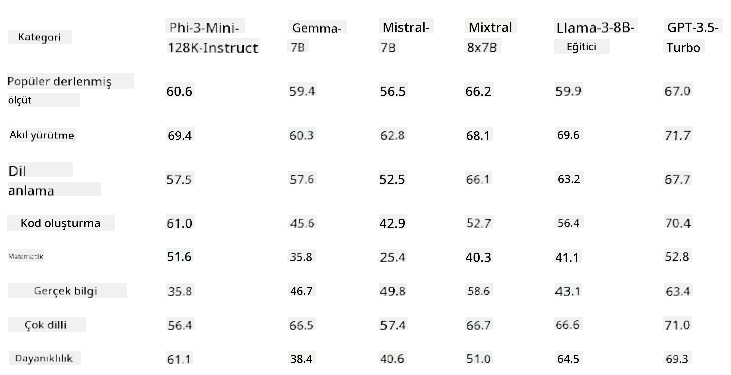 Kategori Phi-3-Mini-128K-Instruct Gemma-7B Mistral-7B Mixtral 8x7B Llama-3-8B-Eğitici GPT-3.5-Turbo
Popüler derlenmiş ölçüt 60.6 59.4 56.5 66.2 59.9 67.0
Akıl yürütme 69.4 60.3 62.8 68.1 69.6 71.7
Dil anlama 57.5 57.6 52.5 66.1 63.2 67.7
Kod oluşturma 61.0 45.6 42.9 52.7 56.4 70.4
Matematik 51.6 35.8 25.4 40.3 41.1 52.8
Gerçek bilgi 35.8 46.7 49.8 58.6 43.1 63.4
Çok dilli 56.4 66.5 57.4 66.7 66.6 71.0
Dayanıklılık 61.1 38.4 40.6 51.0 64.5 69.3